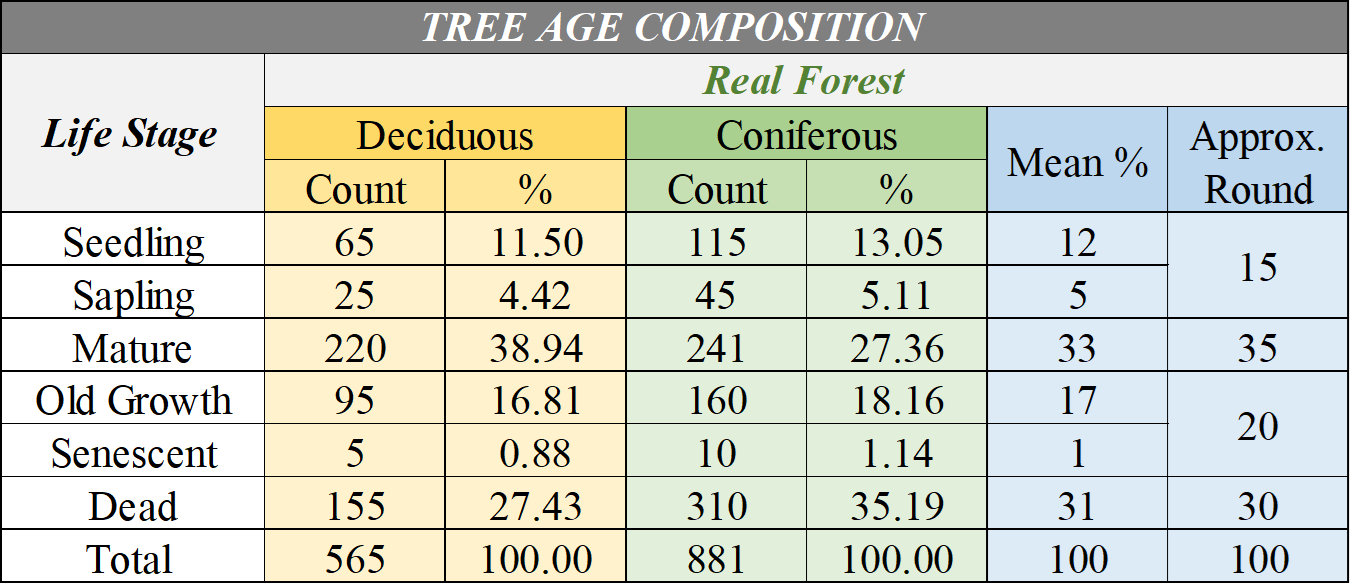 TREE AGE COMPOSITION
Life Stage
Real Forest
Deciduous Coniferous Mean % Approx. Round
Count % Count %
Seedling 65 11.50 115 13.05 12 15
Sapling 25 4.42 45 5.11 5
Mature 220 38.94 241 27.36 33 35
Old Growth 95 16.81 160 18.16 17 20
Senescent 5 0.88 10 1.14 1
Dead 155 27.43 310 35.19 31 30
Total 565 100.00 881 100.00 100 100